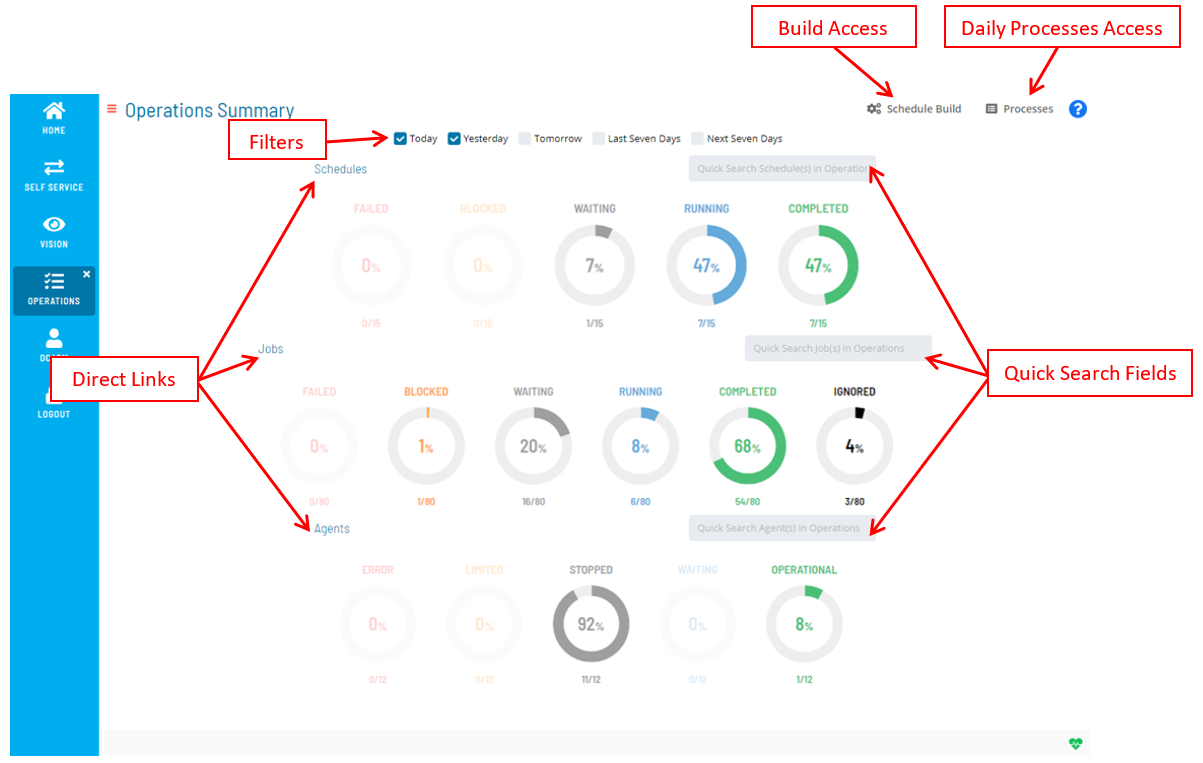 Build Access
Daily Processes Access
Operations Summary
Schedule Build
Processes
?
HOME
SELF SERVICE
VISION
OPERATIONS
LOGOUT
Filters
Today
Yesterday
Tomorrow
Last Seven Days
Next Seven Days
Schedules
Quick Search Schedule(s) in Operation
FAILED
BLOCKED
WAITING
RUNNING
COMPLETED
0%
0%
7%
47%
47%
0/15
0/15
1/15
7/15
7/15
Direct Links
Quick Search Fields
Jobs
Quick Search Job(s) in Operations
FAILED
BLOCKED
WAITING
RUNNING
COMPLETED
IGNORED
0%
1%
20%
8%
68%
4%
0/80
1/80
16/80
6/80
54/80
3/80
Agents
Quick Search Agent(s) in Operations
ERROR
LIMITED
STOPPED
WAITING
OPERATIONAL
0%
0%
92%
0%
8%
0/12
0/12
11/12
0/12
1/12